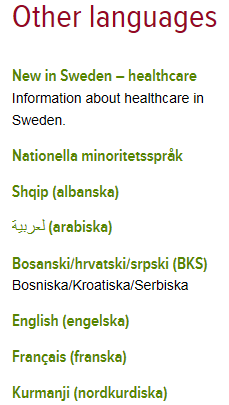 Other languages
New in Sweden – healthcare
Information about healthcare in
Sweden.
Nationella minoritetsspråk
Shqip (albanska)
لعربية (arabiska)
Bosanski/hrvatski/srpski (BKS)
Bosniska/Kroatiska/Serbiska
English (engelska)
Français (franska)
Kurmanji (nordkurdiska)